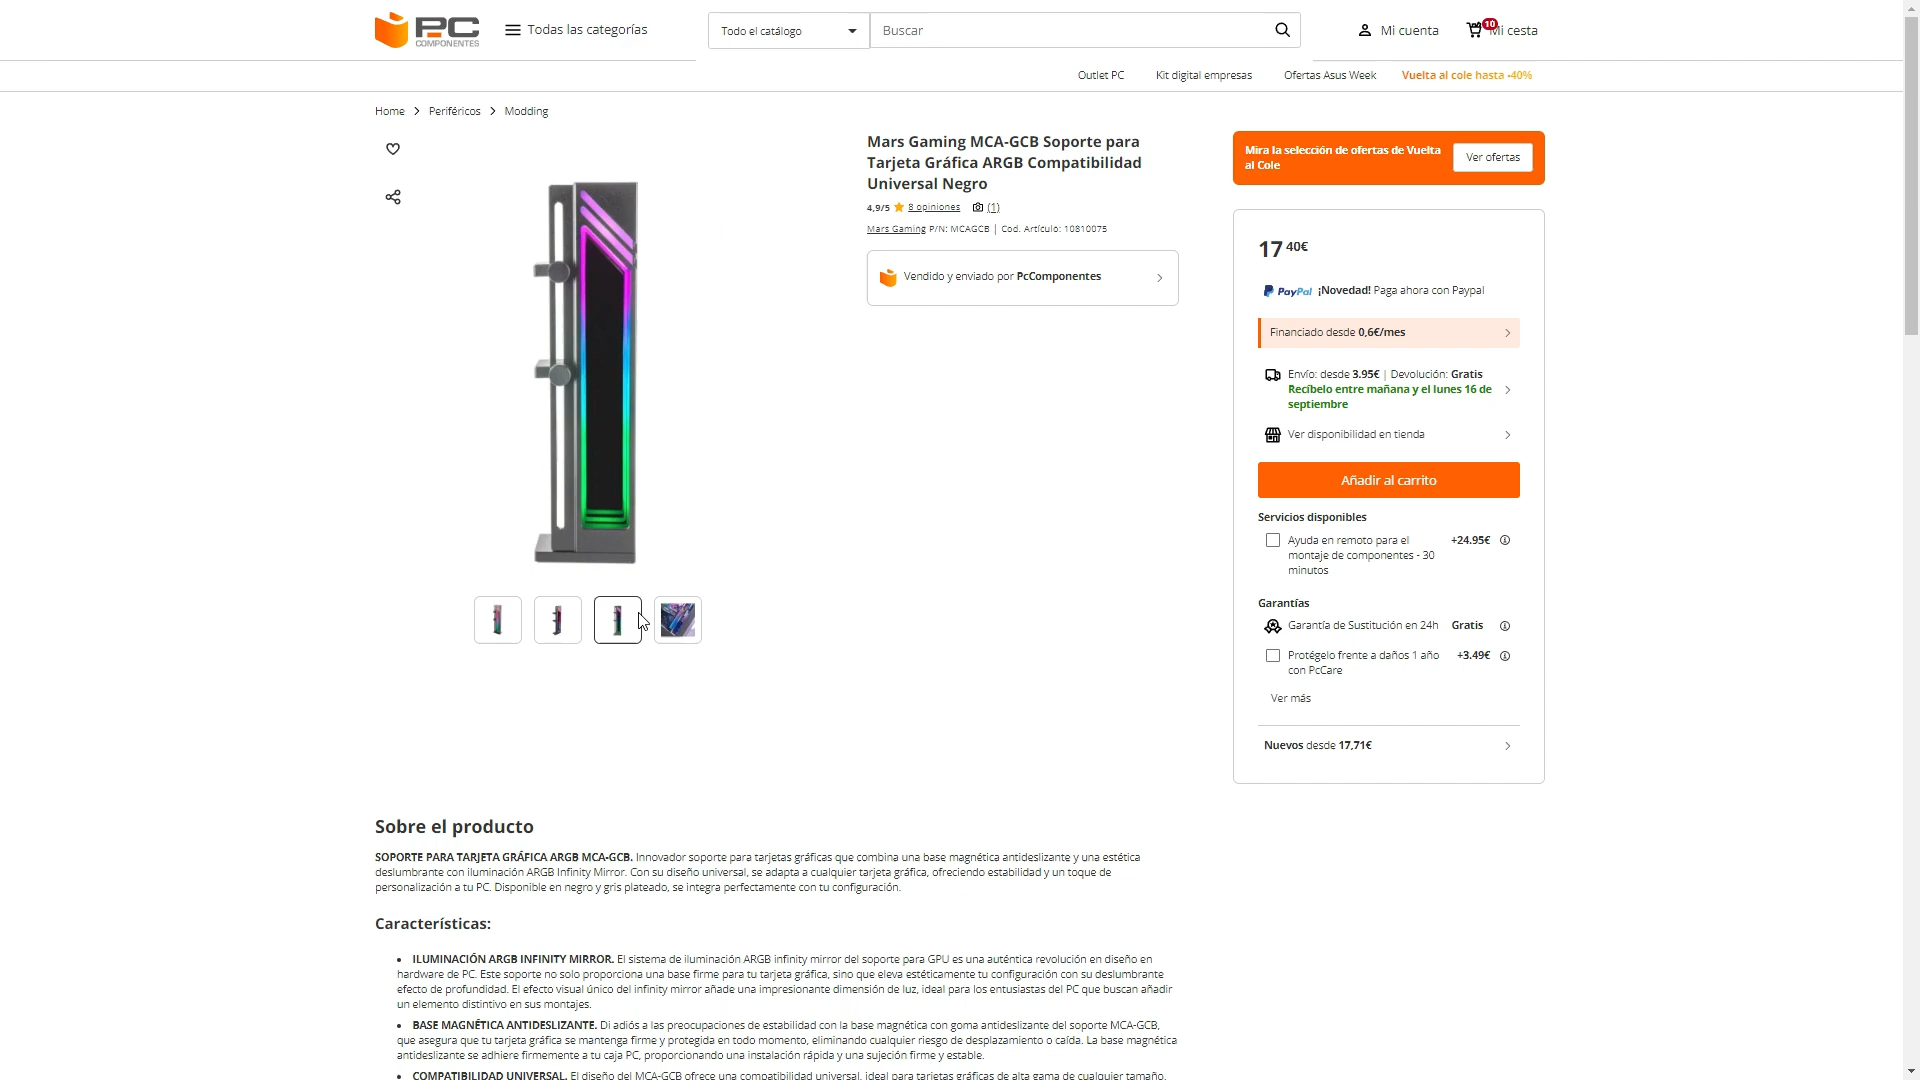 PC COMPONENTES
Todas las categorías
Todo el catálogo
Buscar
Mi cuenta
10
Mi cesta
Outlet PC
Kit digital empresas
Ofertas Asus Week
Vuelta al cole hasta -40%
Home
Periféricos
Modding
Mars Gaming MCA-GCB Soporte para
Tarjeta Gráfica ARGB Compatibilidad
Universal Negro
4,9/5 8 opiniones (1)
Mars Gaming P/N: MCAGCB | Cod. Artículo: 10810075
Vendido y enviado por PcComponentes
Mira la selección de ofertas de Vuelta
al Cole
Ver ofertas
17 40€
PayPal ¡Novedad! Paga ahora con Paypal
Financiado desde 0,6€/mes
Envío: desde 3.95€ | Devolución: Gratis
Recíbelo entre mañana y el lunes 16 de
septiembre
Ver disponibilidad en tienda
Añadir al carrito
Servicios disponibles
Ayuda en remoto para el
montaje de componentes - 30
minutos
+24.95€
Garantías
Garantía de Sustitución en 24h Gratis
Protégelo frente a daños 1 año
con PcCare
+3.49€
Ver más
Nuevos desde 17,71€
Sobre el producto
SOPORTE PARA TARJETA GRÁFICA ARGB MCA-GCB. Innovador soporte para tarjetas gráficas que combina una base magnética antideslizante y una estética
deslumbrante con iluminación ARGB Infinity Mirror. Con su diseño universal, se adapta a cualquier tarjeta gráfica, ofreciendo estabilidad y un toque de
personalización a tu PC. Disponible en negro y gris plateado, se integra perfectamente con tu configuración.
Características:
• ILUMINACIÓN ARGB INFINITY MIRROR. El sistema de iluminación ARGB infinity mirror del soporte para GPU es una auténtica revolución en diseño en
hardware de PC. Este soporte no solo proporciona una base firme para tu tarjeta gráfica, sino que eleva estéticamente tu configuración con su deslumbrante
efecto de profundidad. El efecto visual único del infinity mirror añade una impresionante dimensión de luz, ideal para los entusiastas del PC que buscan añadir
un elemento distintivo en sus montajes.
• BASE MAGNÉTICA ANTIDESLIZANTE. Di adiós a las preocupaciones de estabilidad con la base magnética con goma antideslizante del soporte MCA-GCB,
que asegura que tu tarjeta gráfica se mantenga firme y protegida en todo momento, eliminando cualquier riesgo de desplazamiento o caída. La base magnética
antideslizante se adhiere firmemente a tu caja PC, proporcionando una instalación rápida y una sujeción firme y estable.
• COMPATIBILIDAD UNIVERSAL. El diseño del MCA-GCB ofrece una compatibilidad universal, ideal para tarjetas gráficas de alta gama de cualquier tamaño.